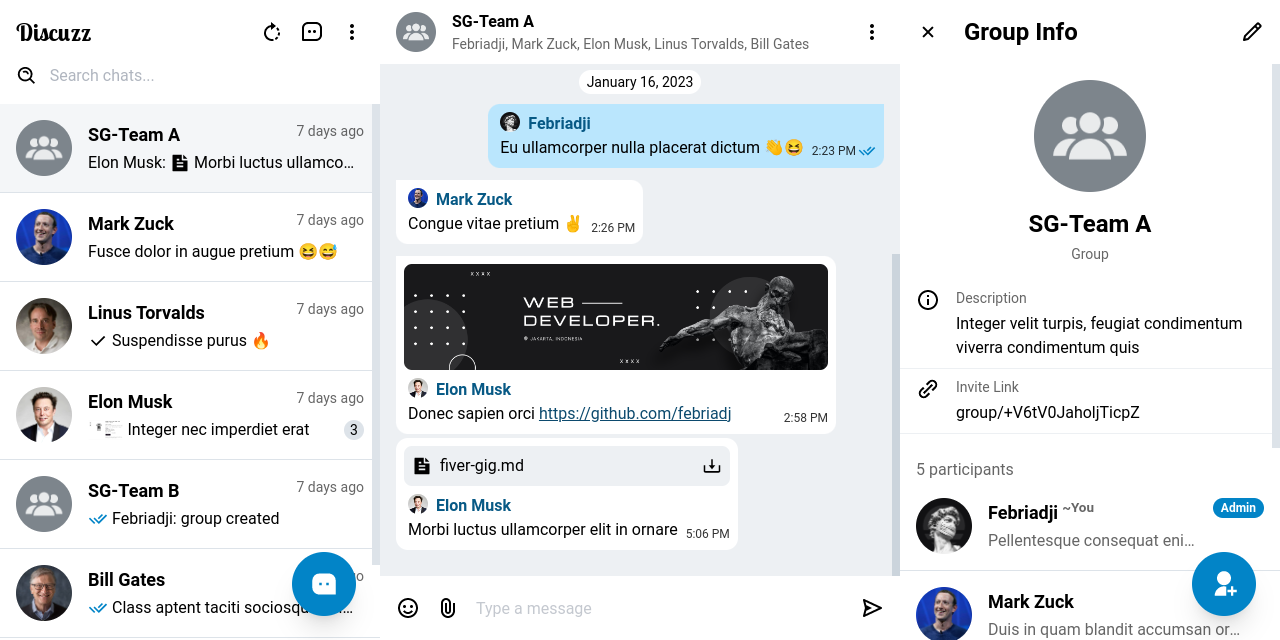 Discuzz
Search chats...
SG-Team A
7 days ago
Elon Musk: Morbi luctus ullamco...
Mark Zuck
7 days ago
Fusce dolor in augue pretium 😆😅
Linus Torvalds
7 days ago
Suspendisse purus 🔥
Elon Musk
7 days ago
Integer nec imperdiet erat
3
SG-Team B
7 days ago
Febriadji: group created
Bill Gates
Class aptent taciti
SG-Team A
Febriadji, Mark Zuck, Elon Musk, Linus Torvalds, Bill Gates
January 16, 2023
Febriadji
Eu ullamcorper nulla placerat dictum 👋😆 2:23 PM
Mark Zuck
Congue vitae pretium ✌️ 2:26 PM
XXXX
WEB
DEVELOPER.
JAKARTA, INDONESIA
XXXX
Elon Musk
Donec sapien orci https://github.com/febriadj 2:58 PM
fiver-gig.md
Elon Musk
Morbi luctus ullamcorper elit in ornare 5:06 PM
Type a message
Group Info
SG-Team A
Group
Description
Integer velit turpis, feugiat condimentum
viverra condimentum quis
Invite Link
group/+V6tV0JaholjTicpZ
5 participants
Febriadji ~You
Admin
Pellentesque consequat eni...
Mark Zuck
Duis in quam blandit accumsan or...